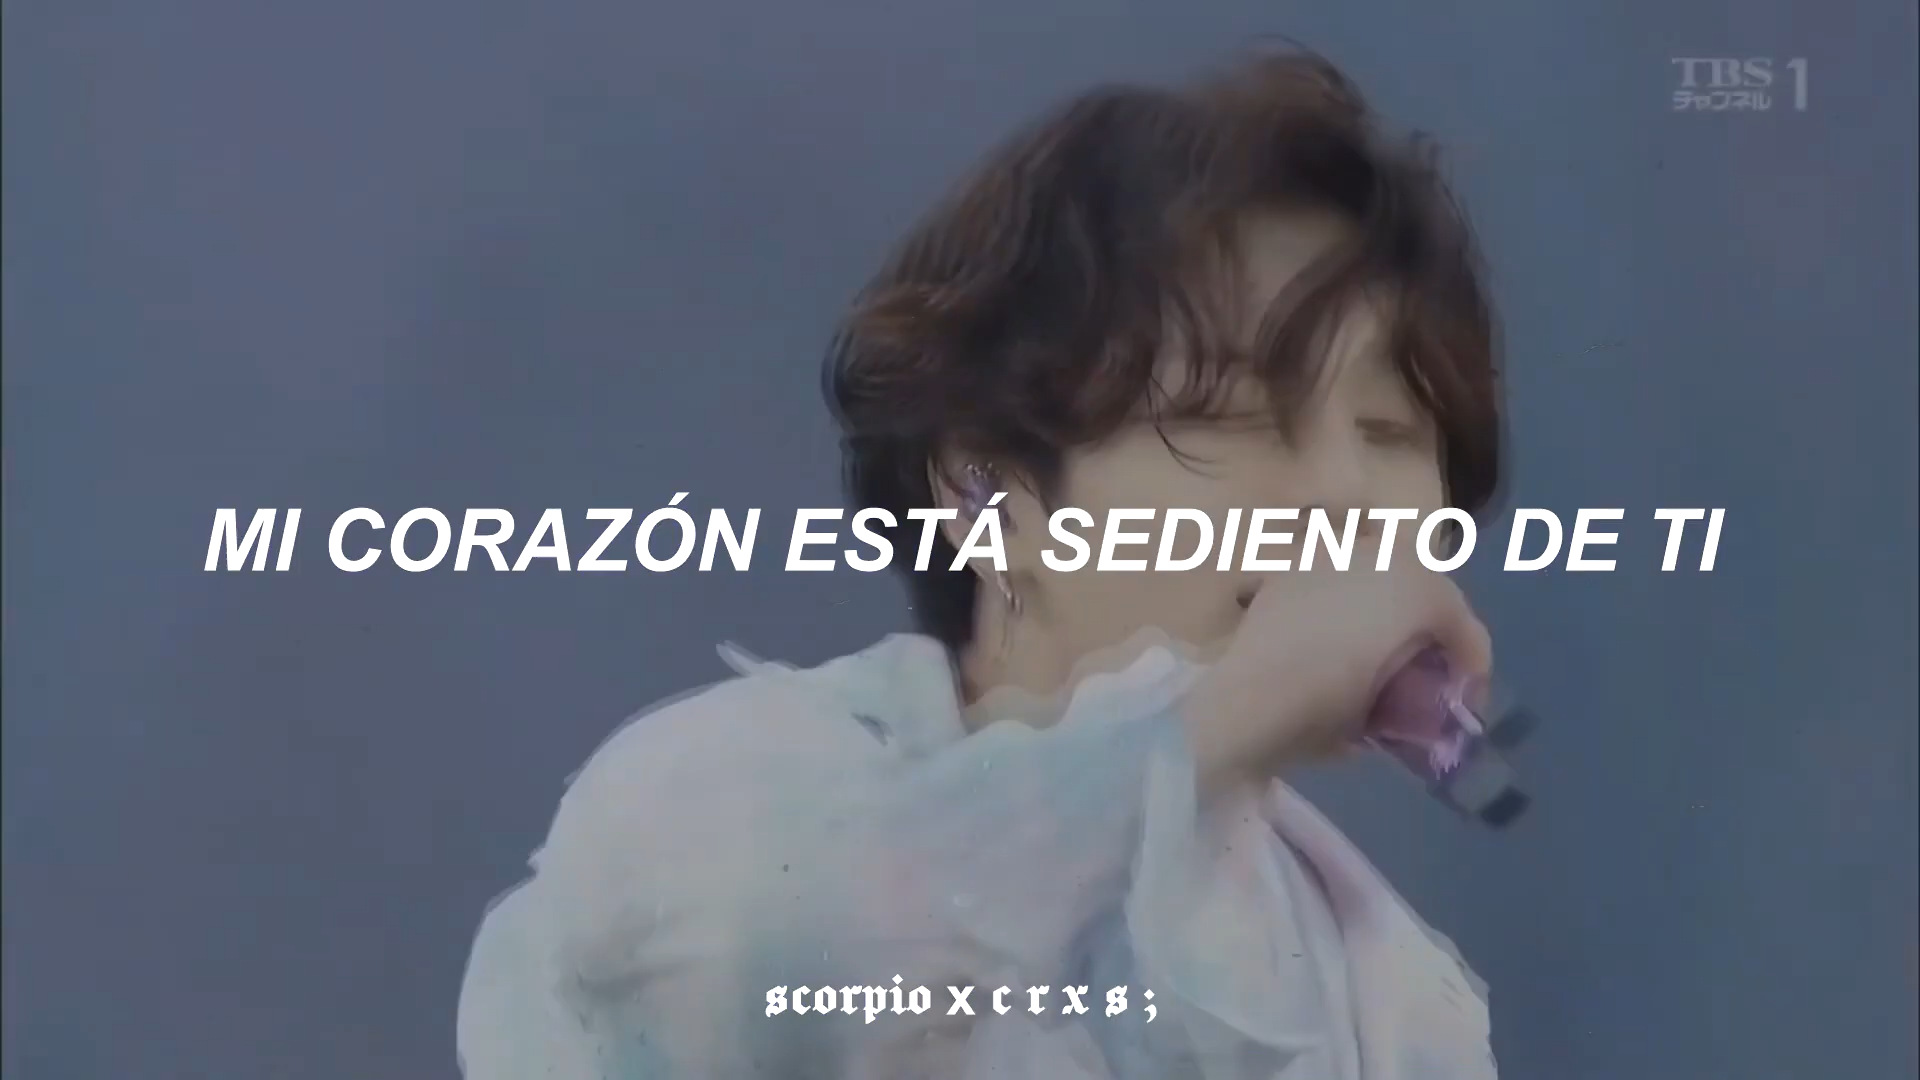 TBS 1
チャンネル
MI CORAZÓN ESTÁ SEDIENTO DE TI
scorpio x c r x s ;